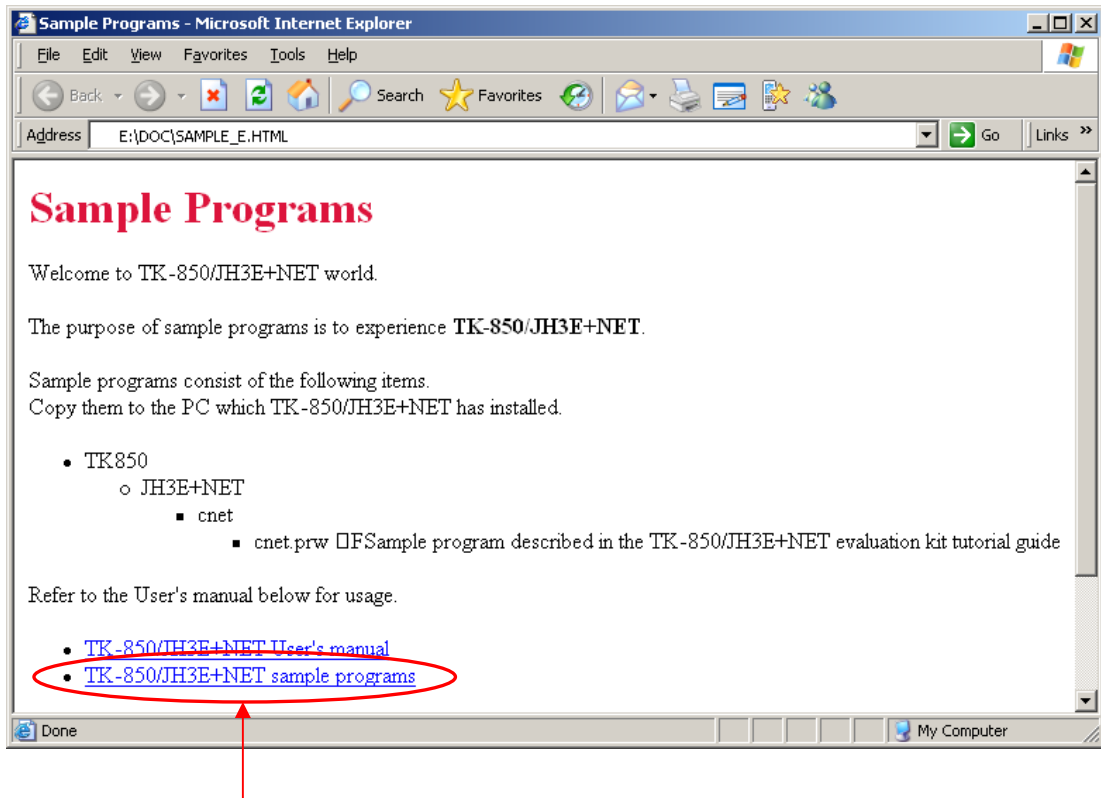 Sample Programs - Microsoft Internet Explorer
File Edit View Favorites Tools Help
Back Search Favorites
Address E:\DOC\SAMPLE_E.HTML Go Links »
Sample Programs
Welcome to TK-850/JH3E+NET world.
The purpose of sample programs is to experience TK-850/JH3E+NET.
Sample programs consist of the following items.
Copy them to the PC which TK-850/JH3E+NET has installed.
TK850
JH3E+NET
cnet
cnet.prw □FSample program described in the TK-850/JH3E+NET evaluation kit tutorial guide
Refer to the User's manual below for usage.
TK-850/JH3E+NET User's manual
TK-850/JH3E+NET sample programs
Done My Computer